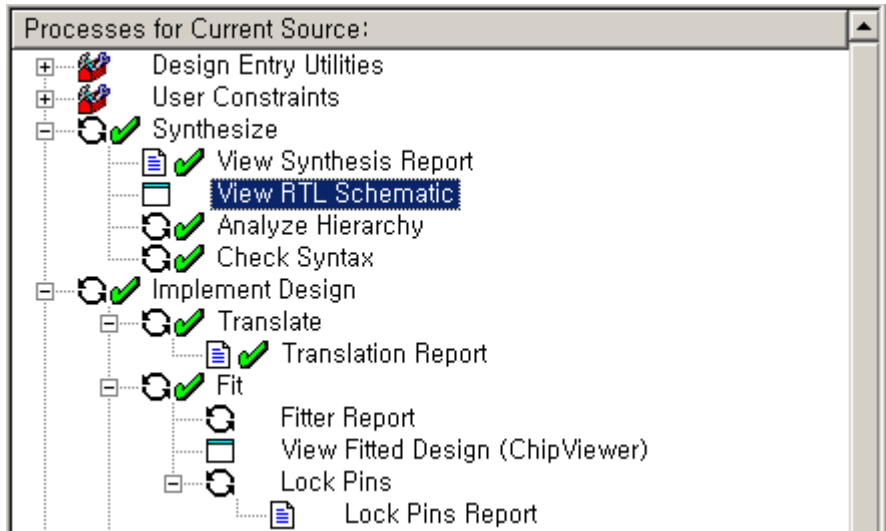 Processes for Current Source:
Design Entry Utilities
User Constraints
Synthesize
View Synthesis Report
View RTL Schematic
Analyze Hierarchy
Check Syntax
Implement Design
Translate
Translation Report
Fit
Fitter Report
View Fitted Design (ChipViewer)
Lock Pins
Lock Pins Report